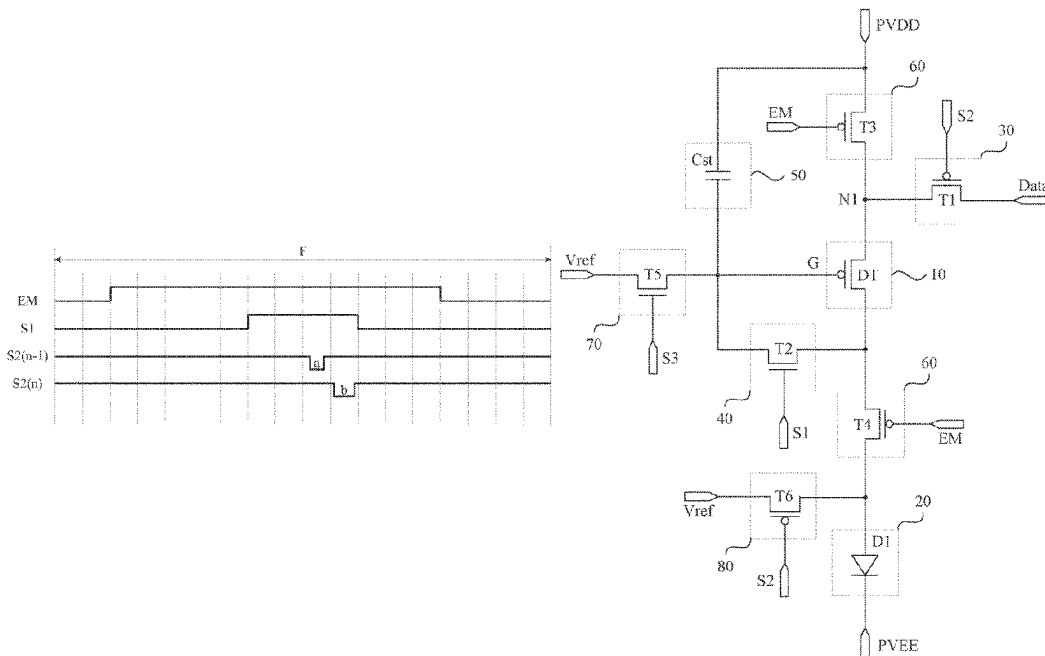 F
EM
S1
S2(n-1)
a
S2(n)
b
PVDD
60
EM
T3
S2
30
Cst
50
N1
T1
Data
Vref
T5
G
DT
10
70
S3
T2
40
S1
60
T4
EM
Vref
T6
20
80
S2
D1
PVEE